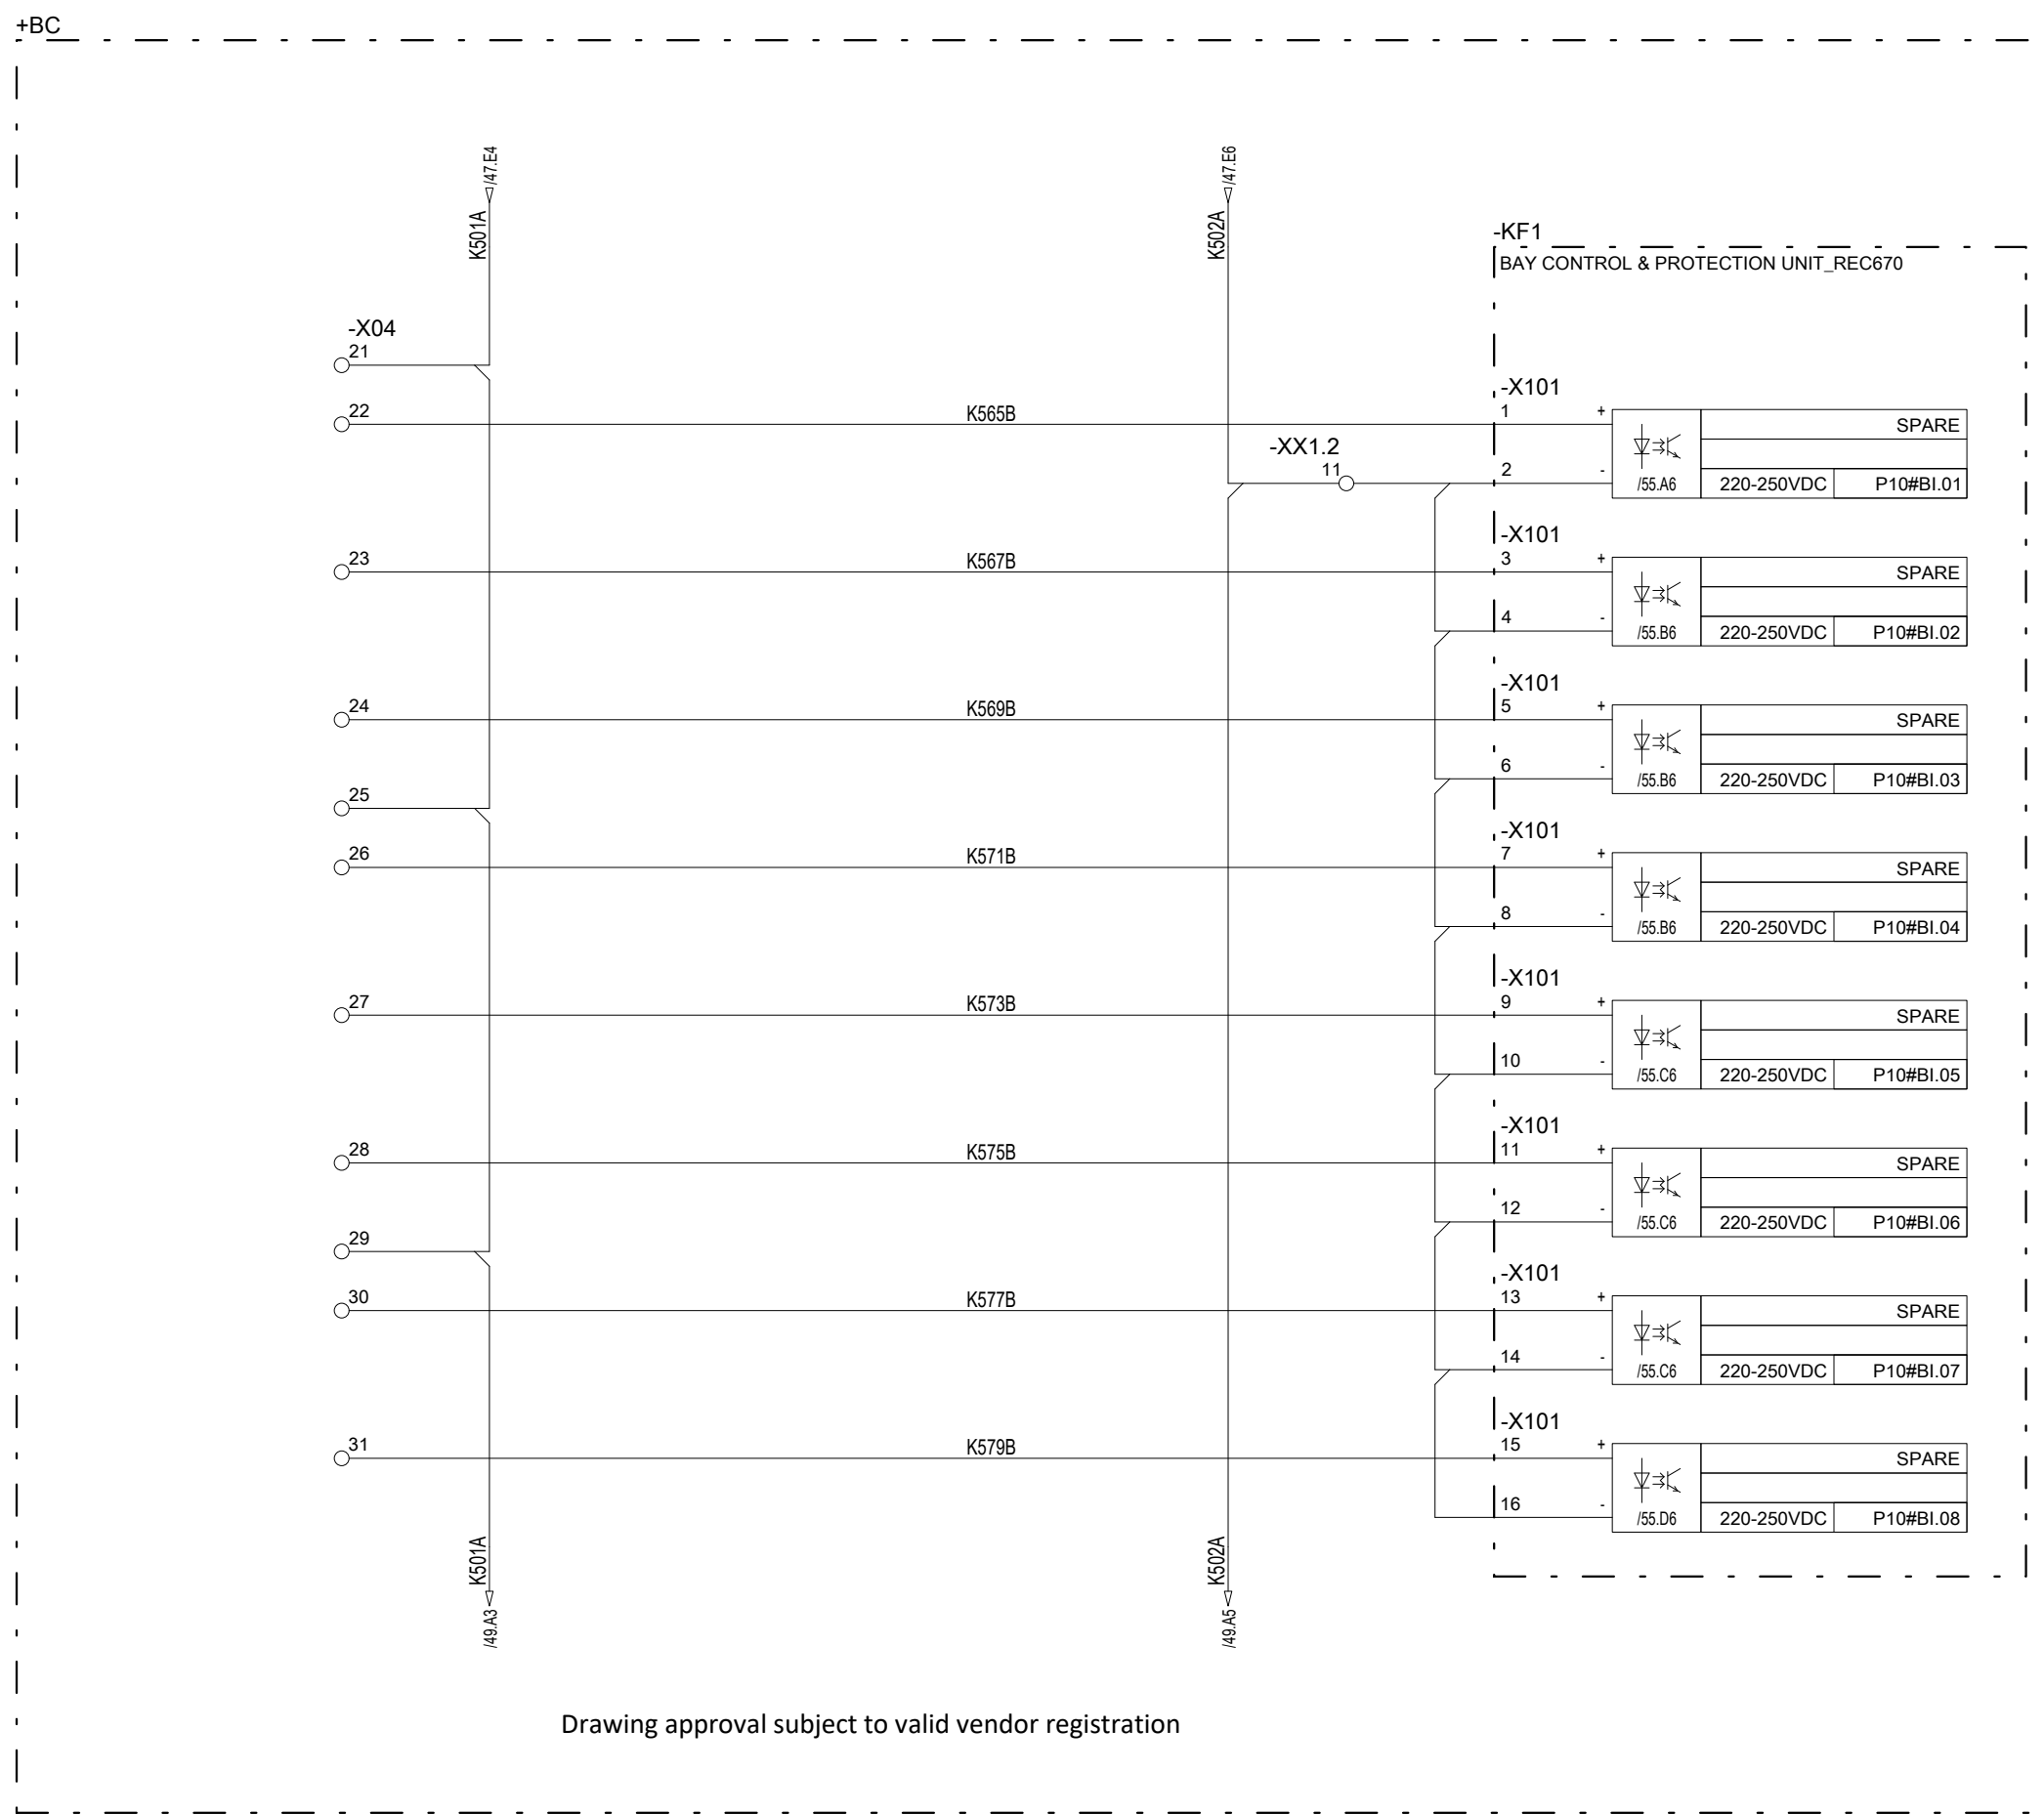 +BC
/47.E4
/47.E6
K501A
K502A
-KF1
BAY CONTROL & PROTECTION UNIT_REC670
-X04
21
-X101
22 K565B 1 + SPARE
-XX1.2
11 2 - /55.A6 220-250VDC P10#BI.01
-X101
23 K567B 3 + SPARE
4 - /55.B6 220-250VDC P10#BI.02
-X101
24 K569B 5 + SPARE
6 - /55.B6 220-250VDC P10#BI.03
25
-X101
26 K571B 7 + SPARE
8 - /55.B6 220-250VDC P10#BI.04
-X101
27 K573B 9 + SPARE
10 - /55.C6 220-250VDC P10#BI.05
-X101
28 K575B 11 + SPARE
12 - /55.C6 220-250VDC P10#BI.06
29
-X101
30 K577B 13 + SPARE
14 - /55.C6 220-250VDC P10#BI.07
-X101
31 K579B 15 + SPARE
16 - /55.D6 220-250VDC P10#BI.08
K501A
K502A
/49.A3
/49.A5
Drawing approval subject to valid vendor registration